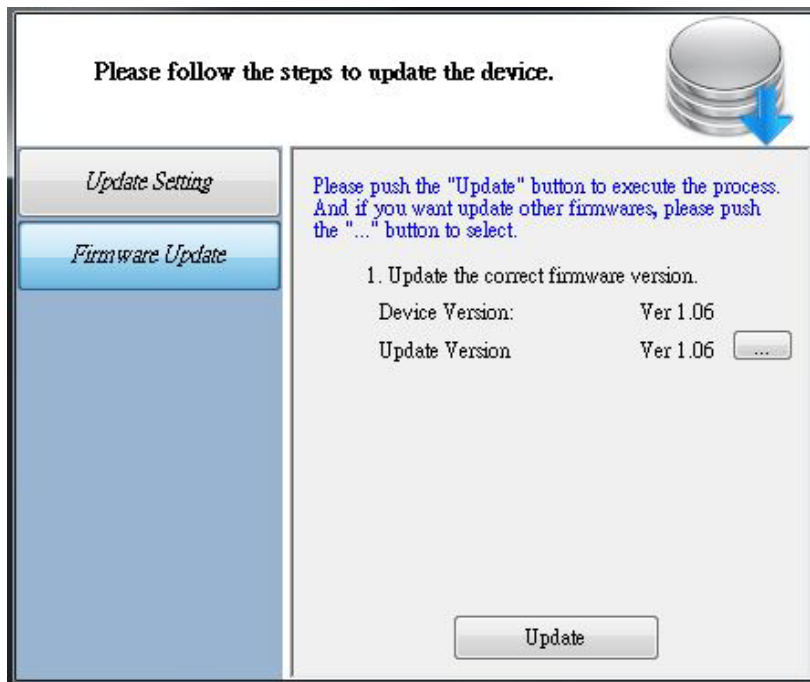 Please follow the steps to update the device.
Update Setting
Firmware Update
Please push the "Update" button to execute the process.
And if you want update other firmwares, please push
the "..." button to select.
1. Update the correct firmware version.
Device Version: Ver 1.06
Update Version Ver 1.06 ...
Update